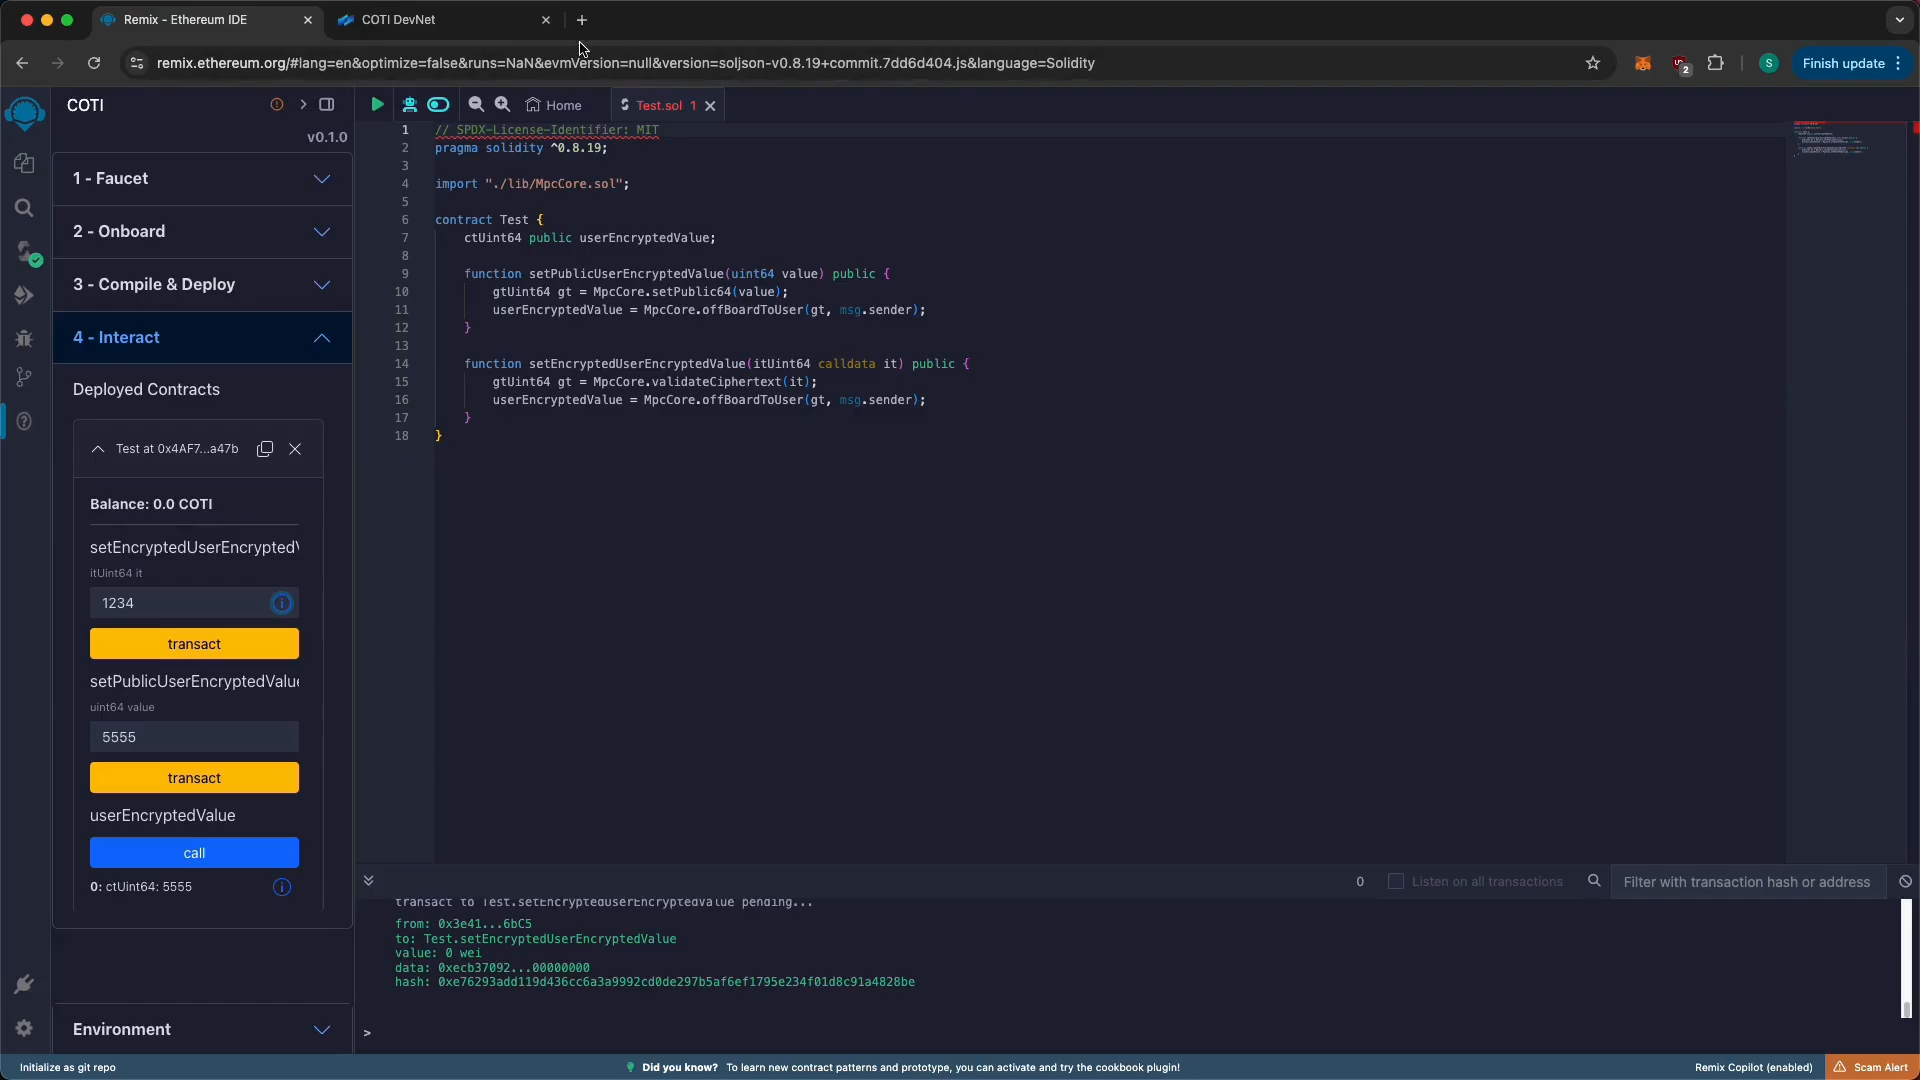 Remix - Ethereum IDE
COTI DevNet
remix.ethereum.org/#lang=en&optimize=false&runs=NaN&evmVersion=null&version=soljson-v0.8.19+commit.7dd6d404.js&language=Solidity
2
S
Finish update
COTI
v0.1.0
1 - Faucet
2 - Onboard
3 - Compile & Deploy
4 - Interact
Deployed Contracts
Test at 0x4AF7...a47b
Balance: 0.0 COTI
setEncryptedUserEncryptedV
itUint64 it
1234
transact
setPublicUserEncryptedValue
uint64 value
5555
transact
userEncryptedValue
call
0: ctUint64: 5555
Environment
Home
Test.sol 1
1 // SPDX-License-Identifier: MIT
2 pragma solidity ^0.8.19;
3
4 import "./lib/MpcCore.sol";
5
6 contract Test {
7 ctUint64 public userEncryptedValue;
8
9 function setPublicUserEncryptedValue(uint64 value) public {
10 gtUint64 gt = MpcCore.setPublic64(value);
11 userEncryptedValue = MpcCore.offBoardToUser(gt, msg.sender);
12 }
13
14 function setEncryptedUserEncryptedValue(itUint64 calldata it) public {
15 gtUint64 gt = MpcCore.validateCiphertext(it);
16 userEncryptedValue = MpcCore.offBoardToUser(gt, msg.sender);
17 }
18 }
0
Listen on all transactions
Filter with transaction hash or address
transact to Test.setEncryptedUserEncryptedValue pending...
from: 0x3e41...6bC5
to: Test.setEncryptedUserEncryptedValue
value: 0 wei
data: 0xecb37092...00000000
hash: 0xe76293add119d436cc6a3a9992cd0de297b5af6ef1795e234f01d8c91a4828be
>
Initialize as git repo
Did you know? To learn new contract patterns and prototype, you can activate and try the cookbook plugin!
Remix Copilot (enabled)
Scam Alert